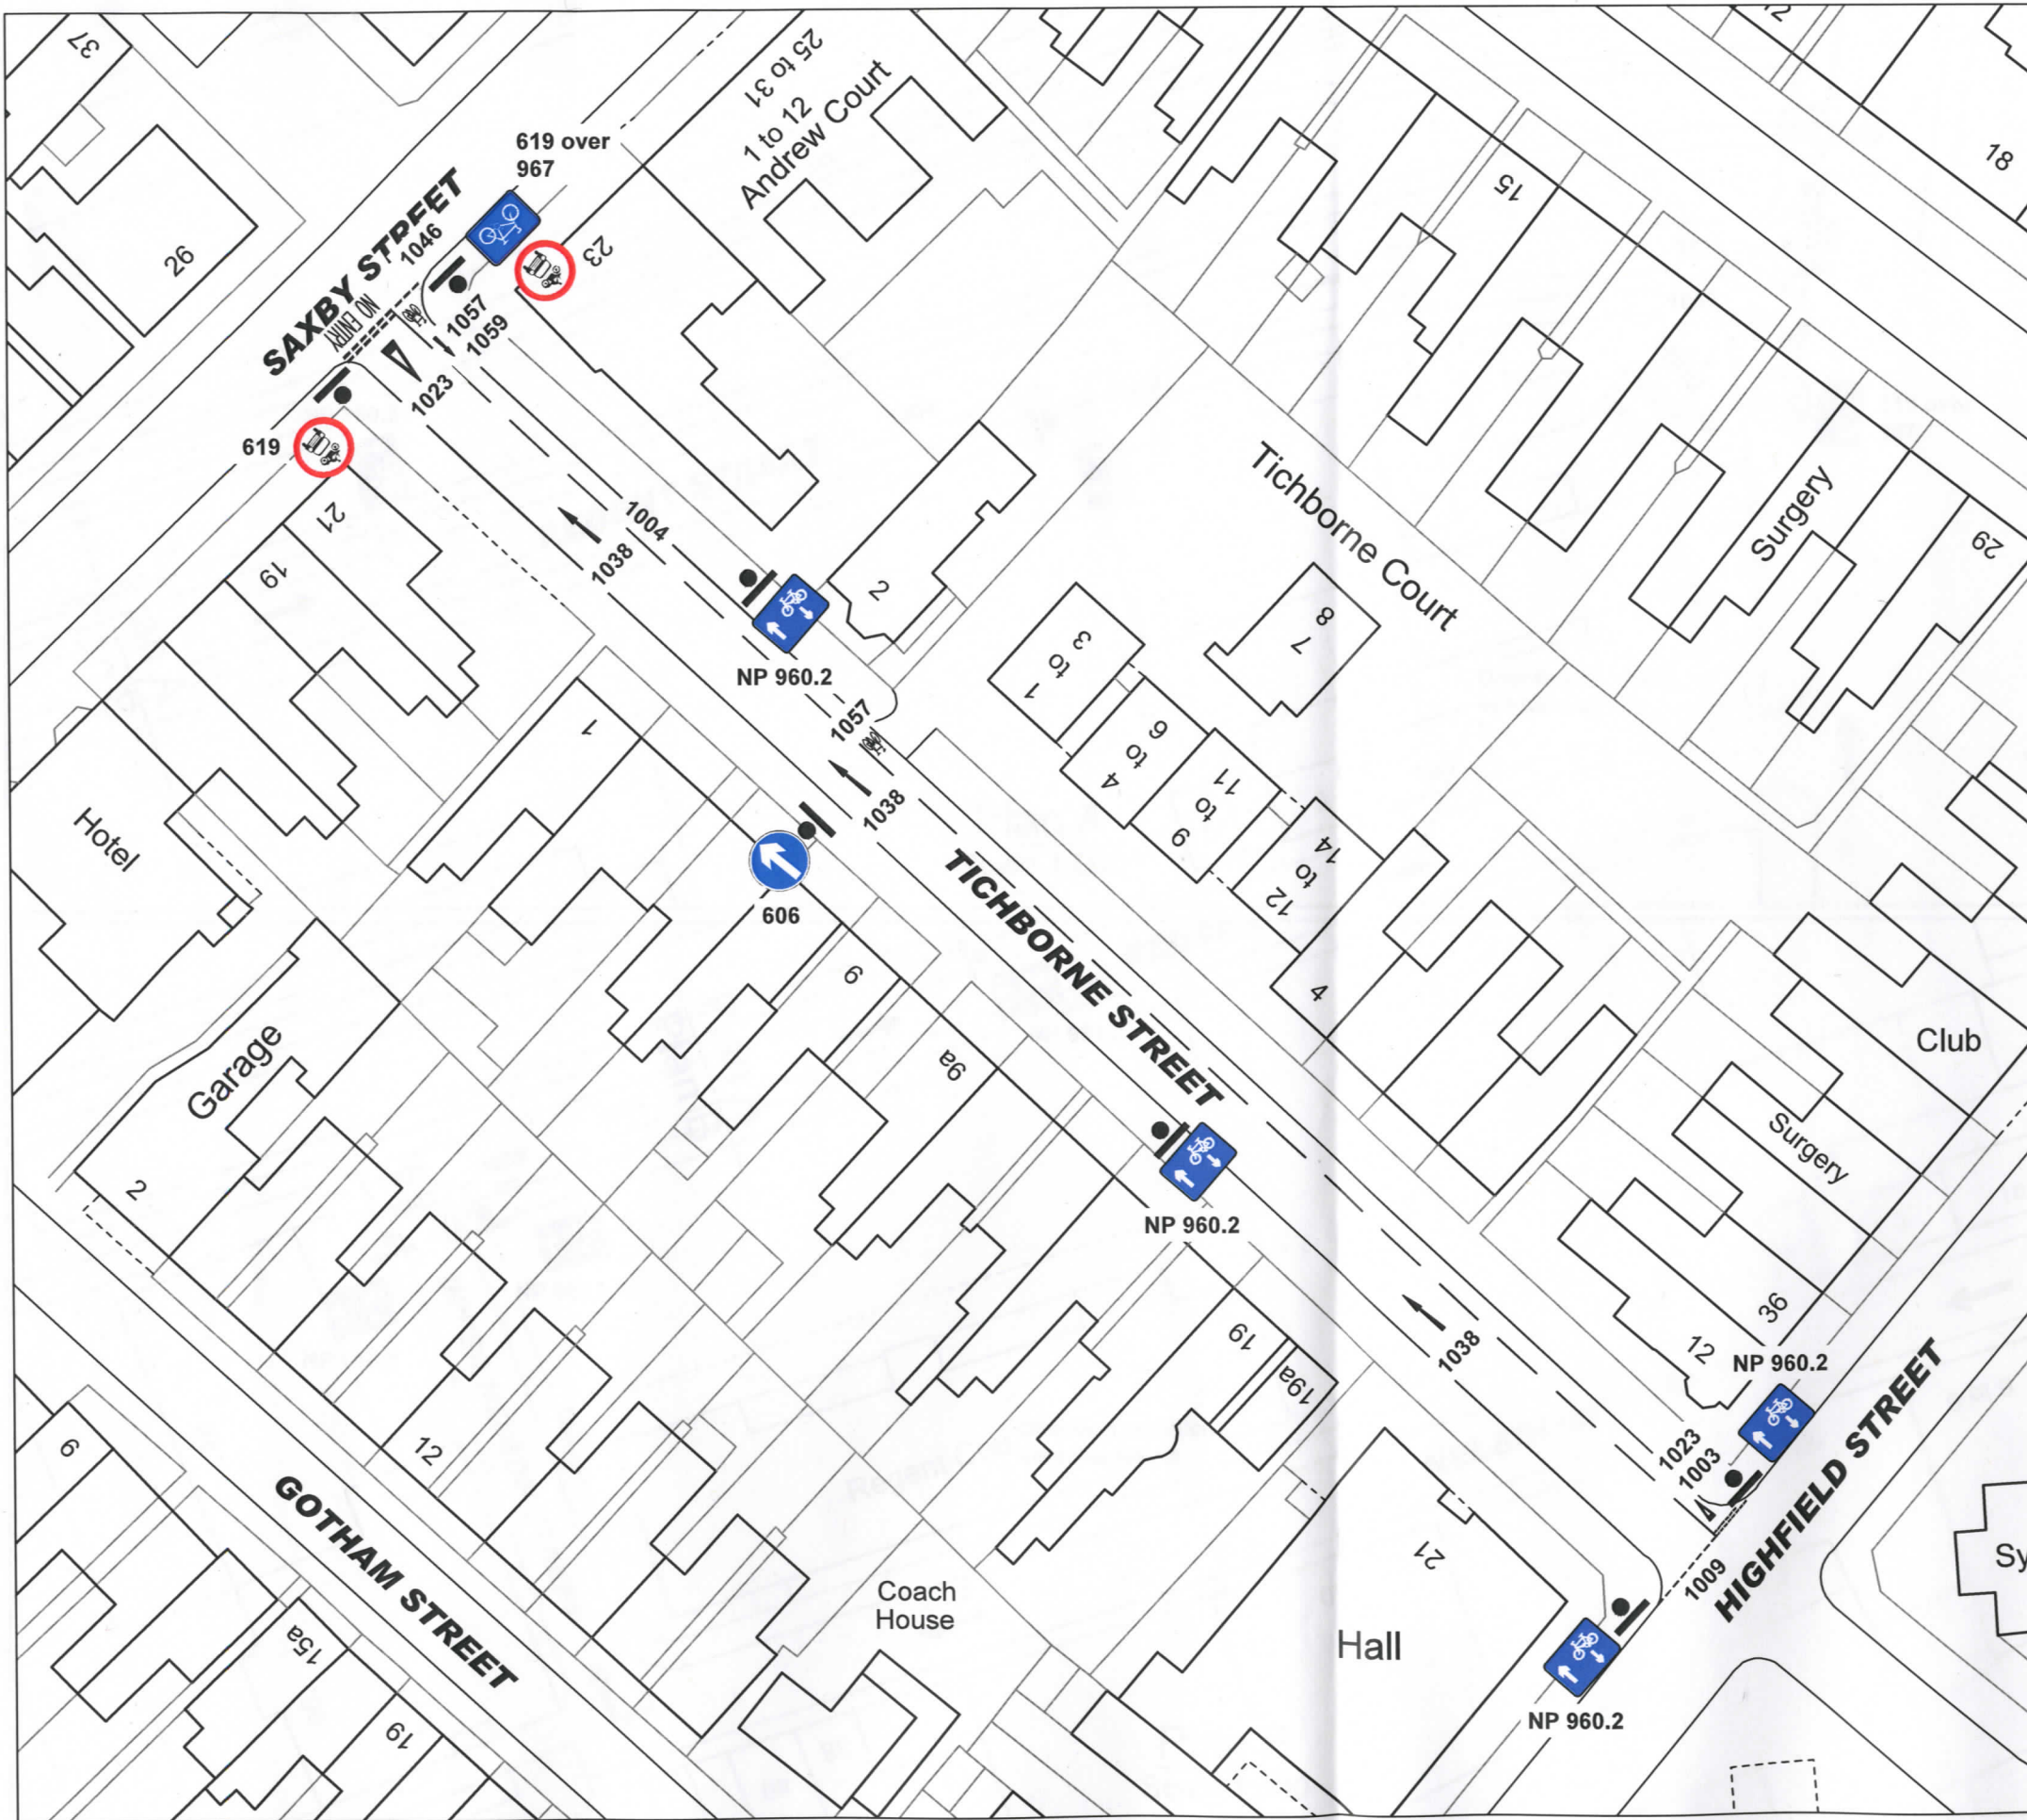 37
25 to 31
1 to 12
Andrew Court
18
619 over
967
15
26
SAXBY STREET
1046
23
NO ENTRY
1057
1059
1023
619
21
1004
1038
19
2
NP 960.2
Tichborne Court
Surgery
29
8
7
1 to 3
4 to 6
9 to 11
12 to 14
1
1057
1038
Hotel
606
TICHBORNE STREET
9
4
9a
Club
Garage
Surgery
2
NP 960.2
36
19
19a
1038
12
NP 960.2
HIGHFIELD STREET
1023
1003
9
12
GOTHAM STREET
21
1009
Sy
Coach
House
15a
Hall
19
NP 960.2